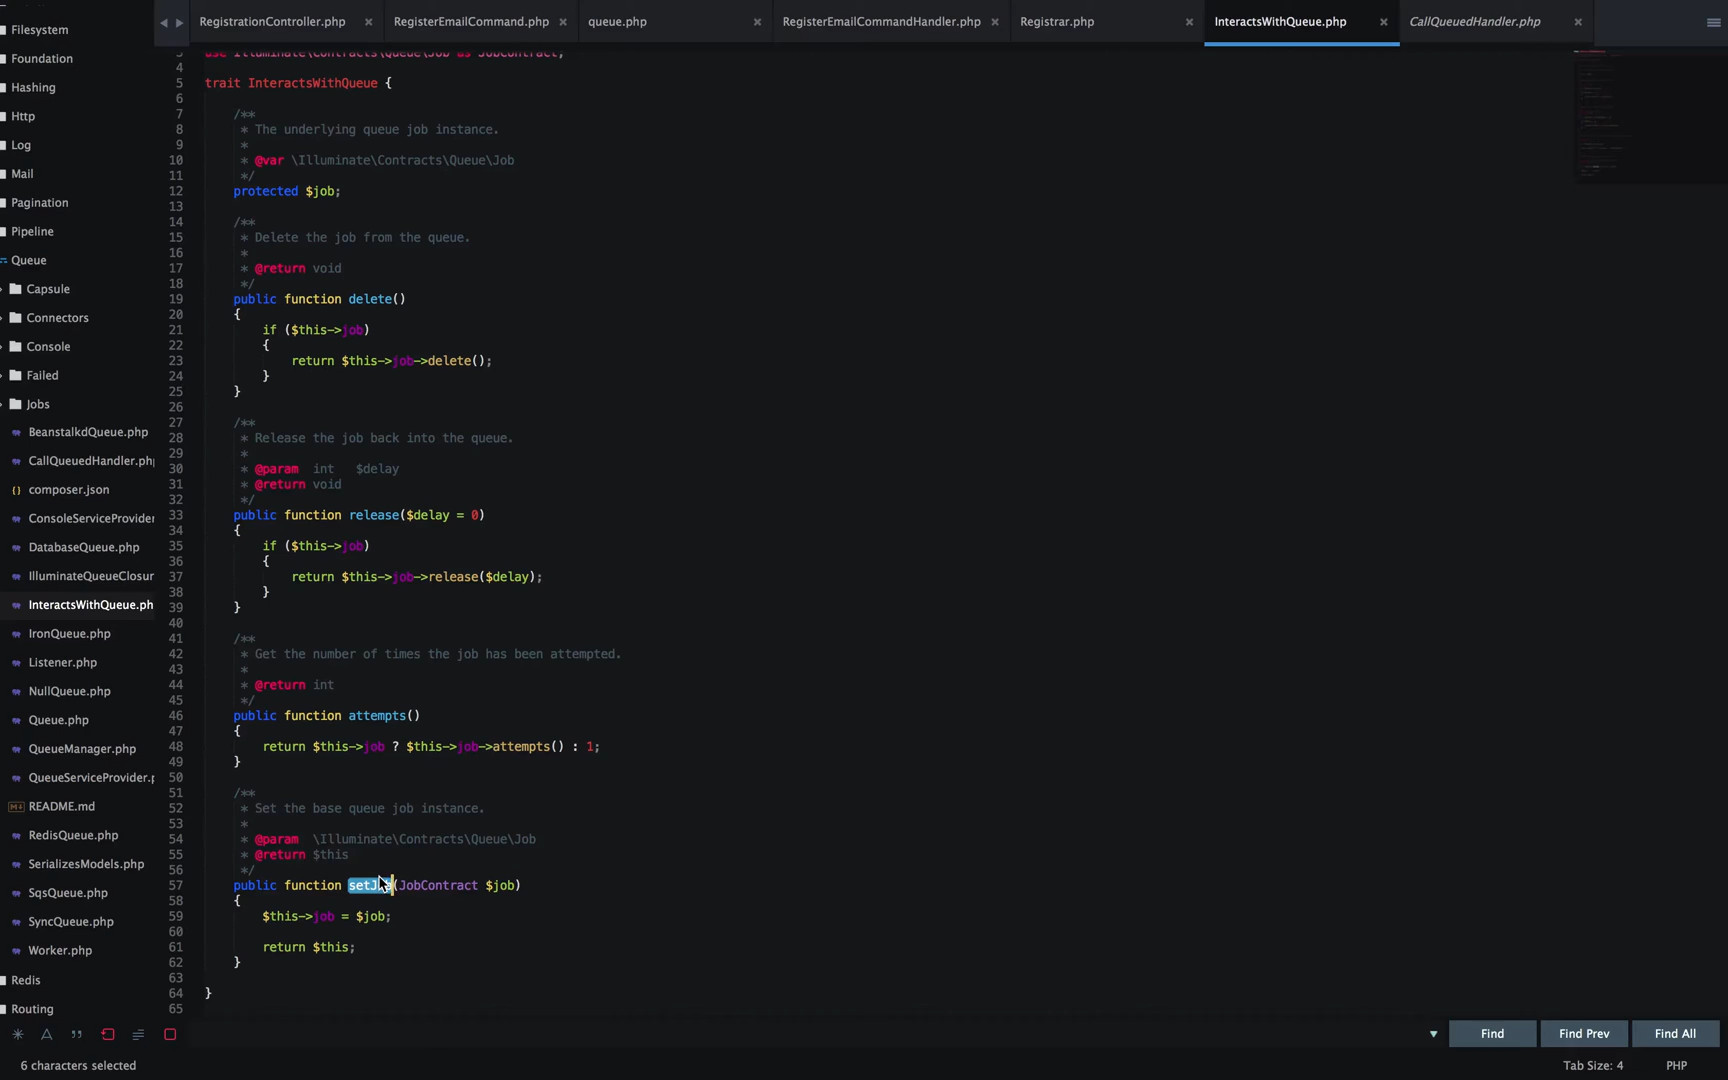 RegistrationController.php
RegisterEmailCommand.php
queue.php
RegisterEmailCommandHandler.php
Registrar.php
InteractsWithQueue.php
CallQueuedHandler.php
Filesystem
Foundation
Hashing
Http
Log
Mail
Pagination
Pipeline
Queue
Capsule
Connectors
Console
Failed
Jobs
BeanstalkdQueue.php
CallQueuedHandler.php
composer.json
ConsoleServiceProvider
DatabaseQueue.php
IlluminateQueueClosur
InteractsWithQueue.ph
IronQueue.php
Listener.php
NullQueue.php
Queue.php
QueueManager.php
QueueServiceProvider.p
README.md
RedisQueue.php
SerializesModels.php
SqsQueue.php
SyncQueue.php
Worker.php
Redis
Routing
3 use Illuminate\Contracts\Queue\Job as JobContract;
4
5 trait InteractsWithQueue {
6
7 /**
8 * The underlying queue job instance.
9 *
10 * @var \Illuminate\Contracts\Queue\Job
11 */
12 protected $job;
13
14 /**
15 * Delete the job from the queue.
16 *
17 * @return void
18 */
19 public function delete()
20 {
21 if ($this->job)
22 {
23 return $this->job->delete();
24 }
25 }
26
27 /**
28 * Release the job back into the queue.
29 *
30 * @param int $delay
31 * @return void
32 */
33 public function release($delay = 0)
34 {
35 if ($this->job)
36 {
37 return $this->job->release($delay);
38 }
39 }
40
41 /**
42 * Get the number of times the job has been attempted.
43 *
44 * @return int
45 */
46 public function attempts()
47 {
48 return $this->job ? $this->job->attempts() : 1;
49 }
50
51 /**
52 * Set the base queue job instance.
53 *
54 * @param \Illuminate\Contracts\Queue\Job
55 * @return $this
56 */
57 public function setJob(JobContract $job)
58 {
59 $this->job = $job;
60
61 return $this;
62 }
63
64 }
65
Find
Find Prev
Find All
6 characters selected
Tab Size: 4
PHP